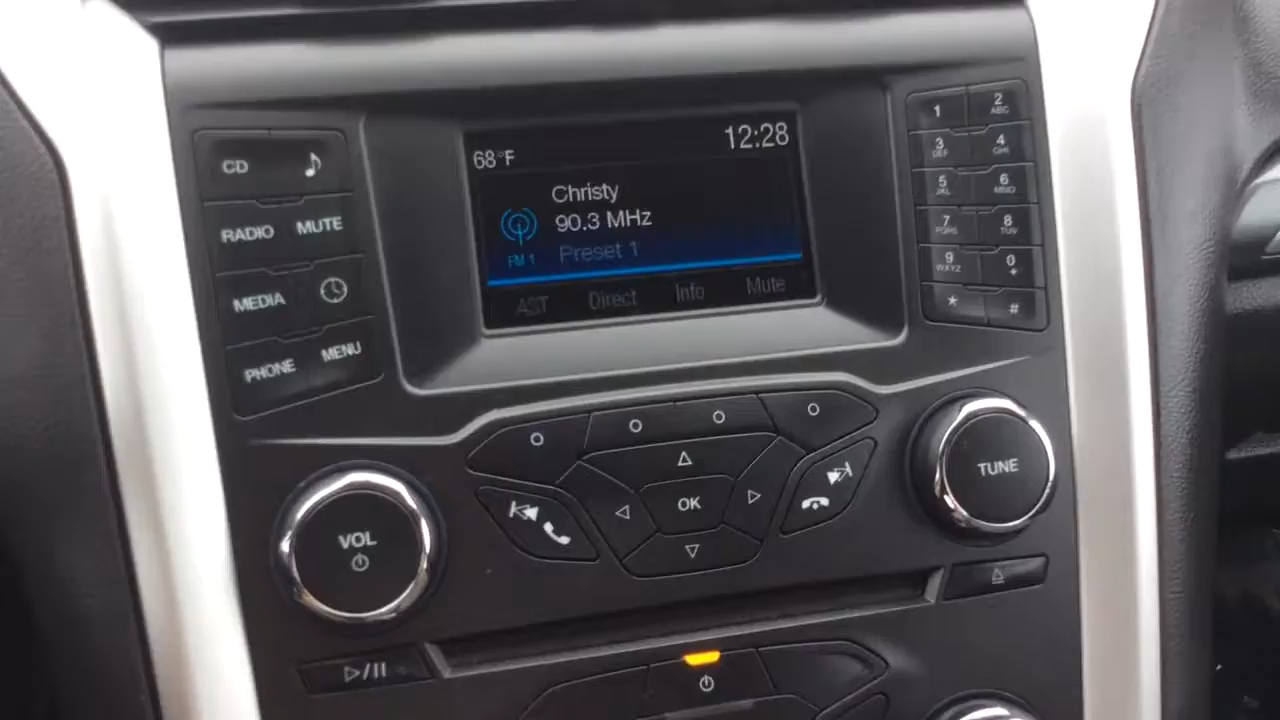 68°F
12:28
Christy
90.3 MHz
FM 1
Preset 1
AST Direct Info Mute
CD
RADIO MUTE
MEDIA
PHONE MENU
1
2 ABC
3 DEF
4 GHI
5 JKL
6 MNO
7 PQRS
8 TUV
9 WXYZ
0 +
* #
OK
VOL
TUNE